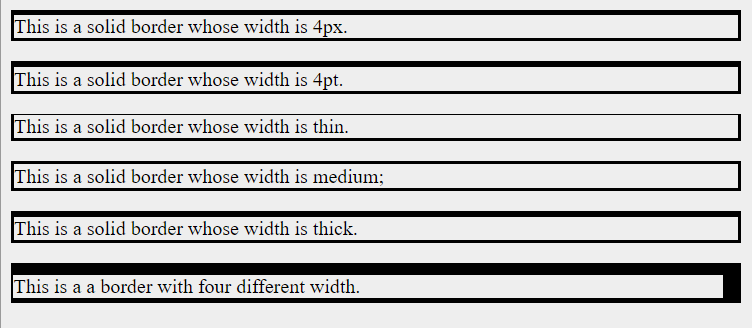 This is a solid border whose width is 4px.
This is a solid border whose width is 4pt.
This is a solid border whose width is thin.
This is a solid border whose width is medium;
This is a solid border whose width is thick.
This is a a border with four different width.